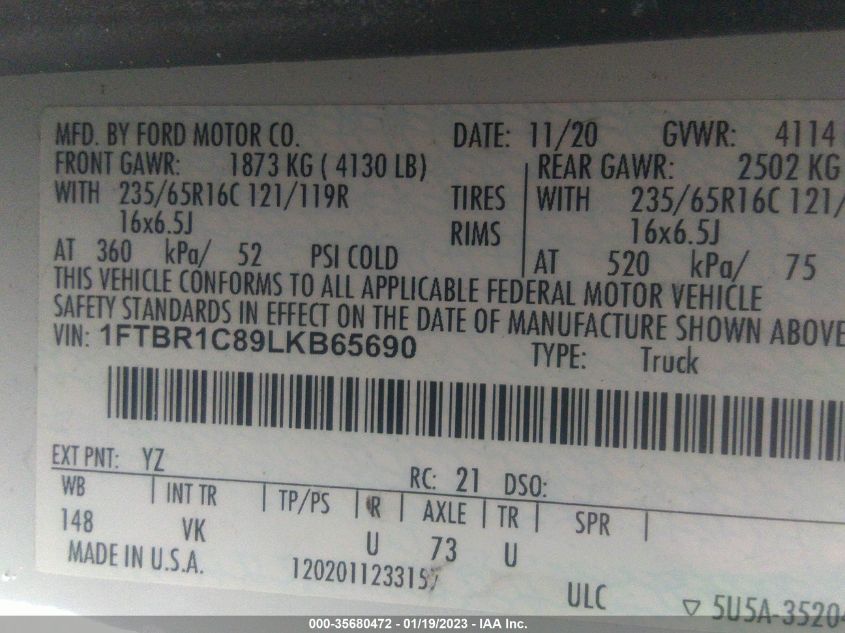 MFD. BY FORD MOTOR CO. DATE: 11/20 GVWR: 4114
FRONT GAWR: 1873 KG ( 4130 LB) REAR GAWR: 2502 KG
WITH 235/65R16C 121/119R TIRES WITH 235/65R16C 121/
16x6.5J RIMS 16x6.5J
AT 360 kPa/ 52 PSI COLD AT 520 kPa/ 75
THIS VEHICLE CONFORMS TO ALL APPLICABLE FEDERAL MOTOR VEHICLE
SAFETY STANDARDS IN EFFECT ON THE DATE OF MANUFACTURE SHOWN ABOVE
VIN: 1FTBR1C89LKB65690 TYPE: Truck
EXT PNT: YZ RC: 21 DSO:
WB INT TR TP/PS R AXLE TR SPR
148 VK U 73 U
MADE IN U.S.A. 120201123315 ULC 5U5A-35204
000-35680472 - 01/19/2023 - IAA Inc.